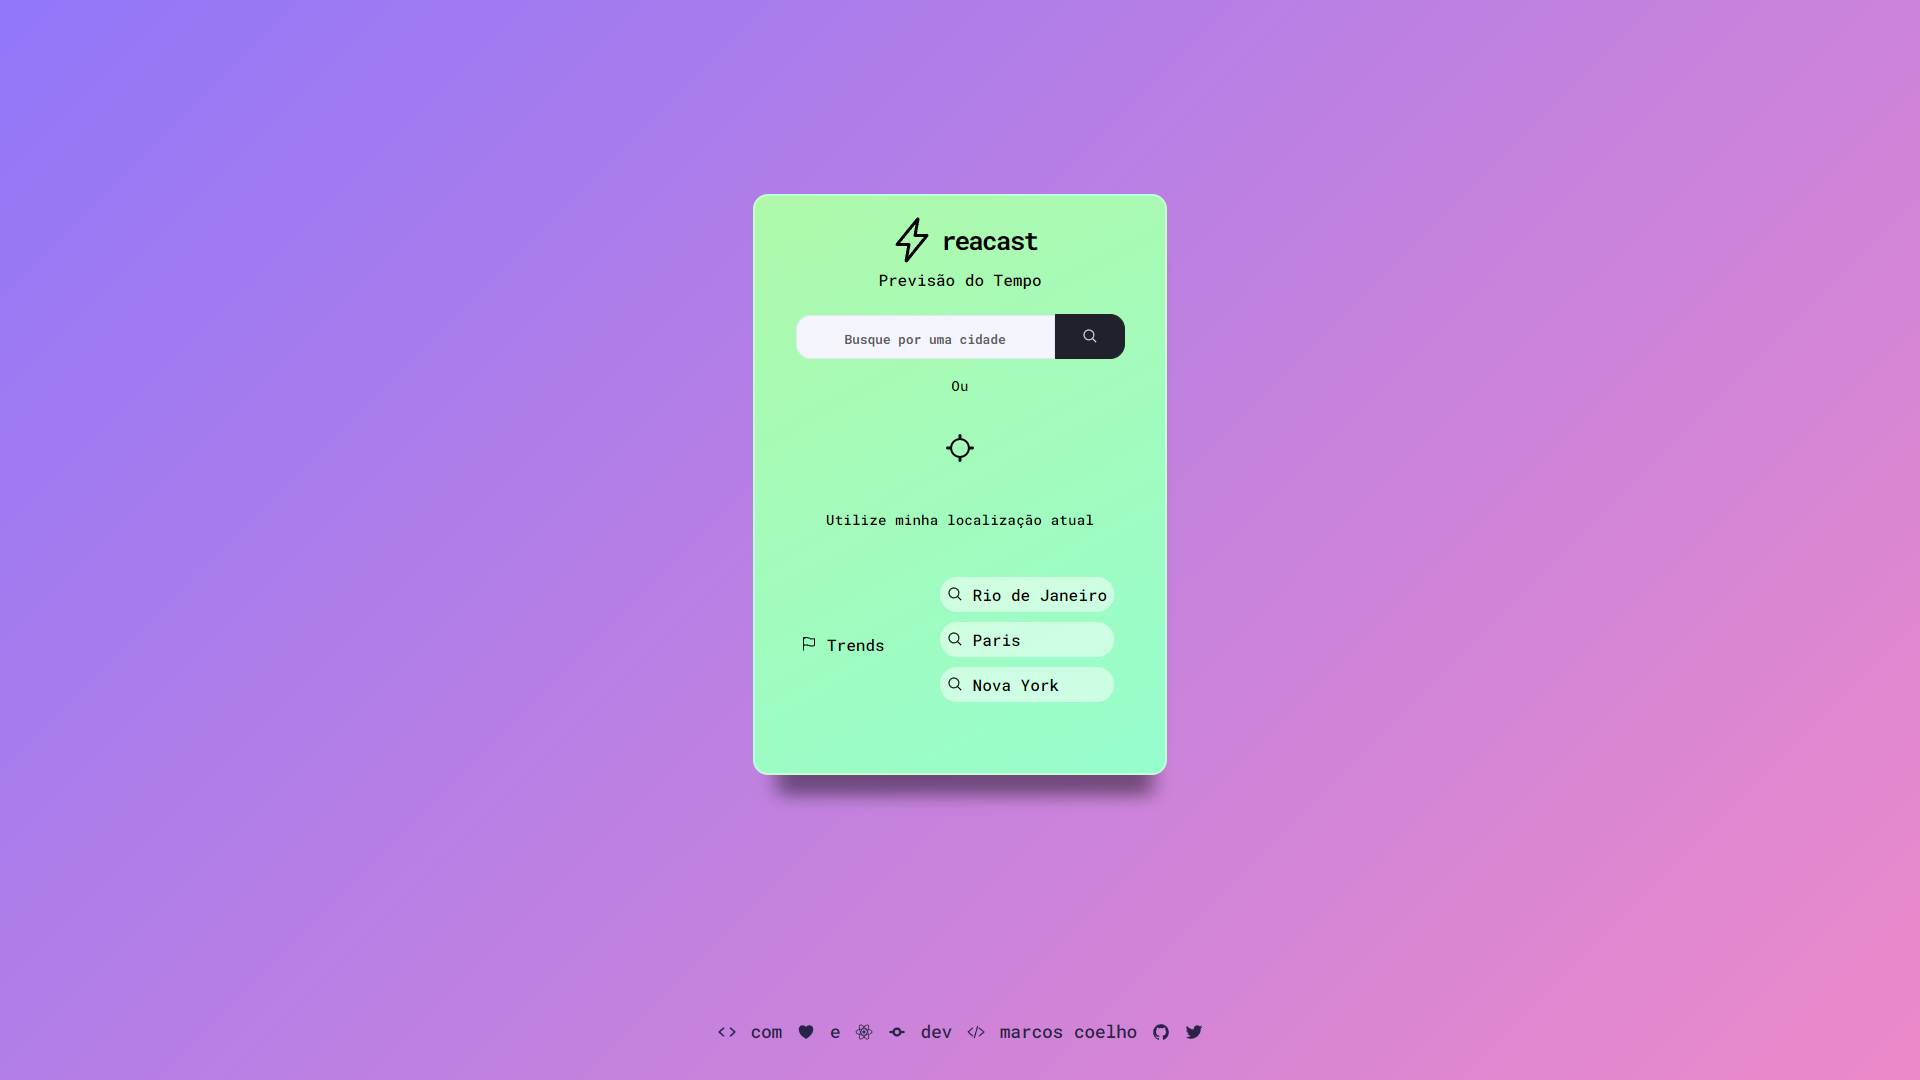 reacast
Previsão do Tempo
Busque por uma cidade
Ou
Utilize minha localização atual
Trends
Rio de Janeiro
Paris
Nova York
com e dev marcos coelho